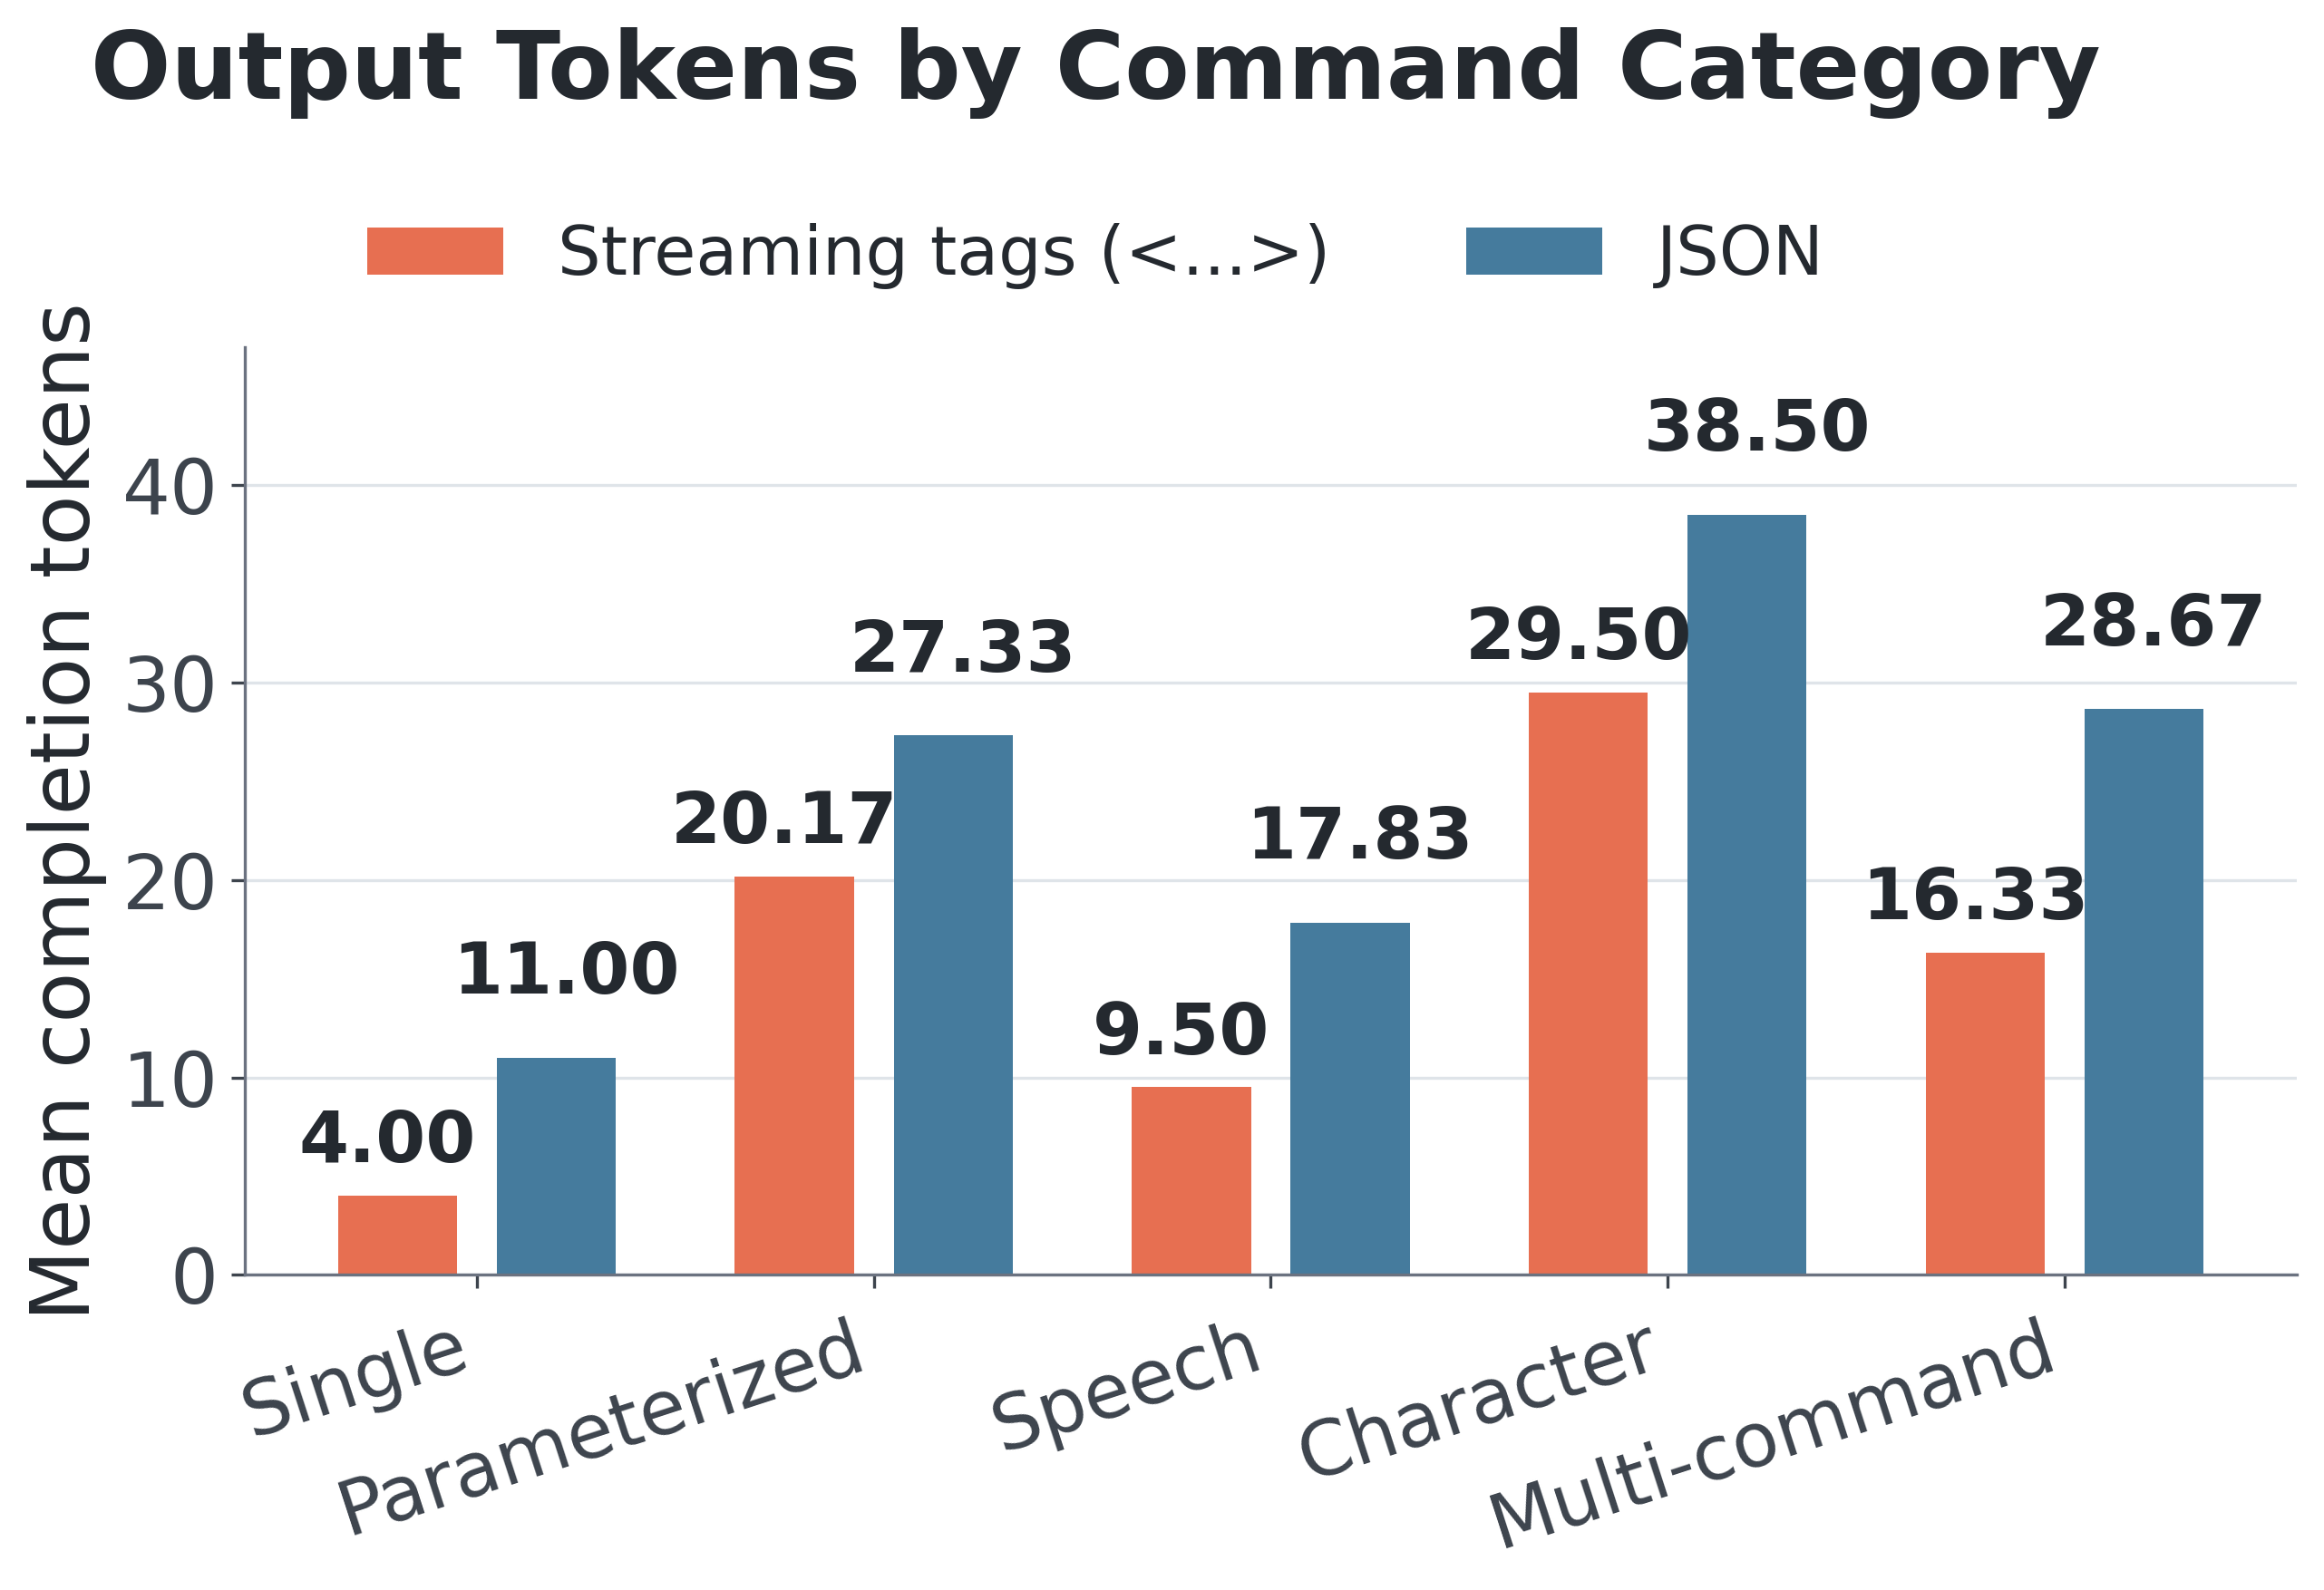 Output Tokens by Command Category
Streaming tags (<...>)
JSON
Mean completion tokens
40
30
20
10
0
4.00
11.00
20.17
27.33
9.50
17.83
29.50
38.50
16.33
28.67
Single
Parameterized
Speech
Character
Multi-command